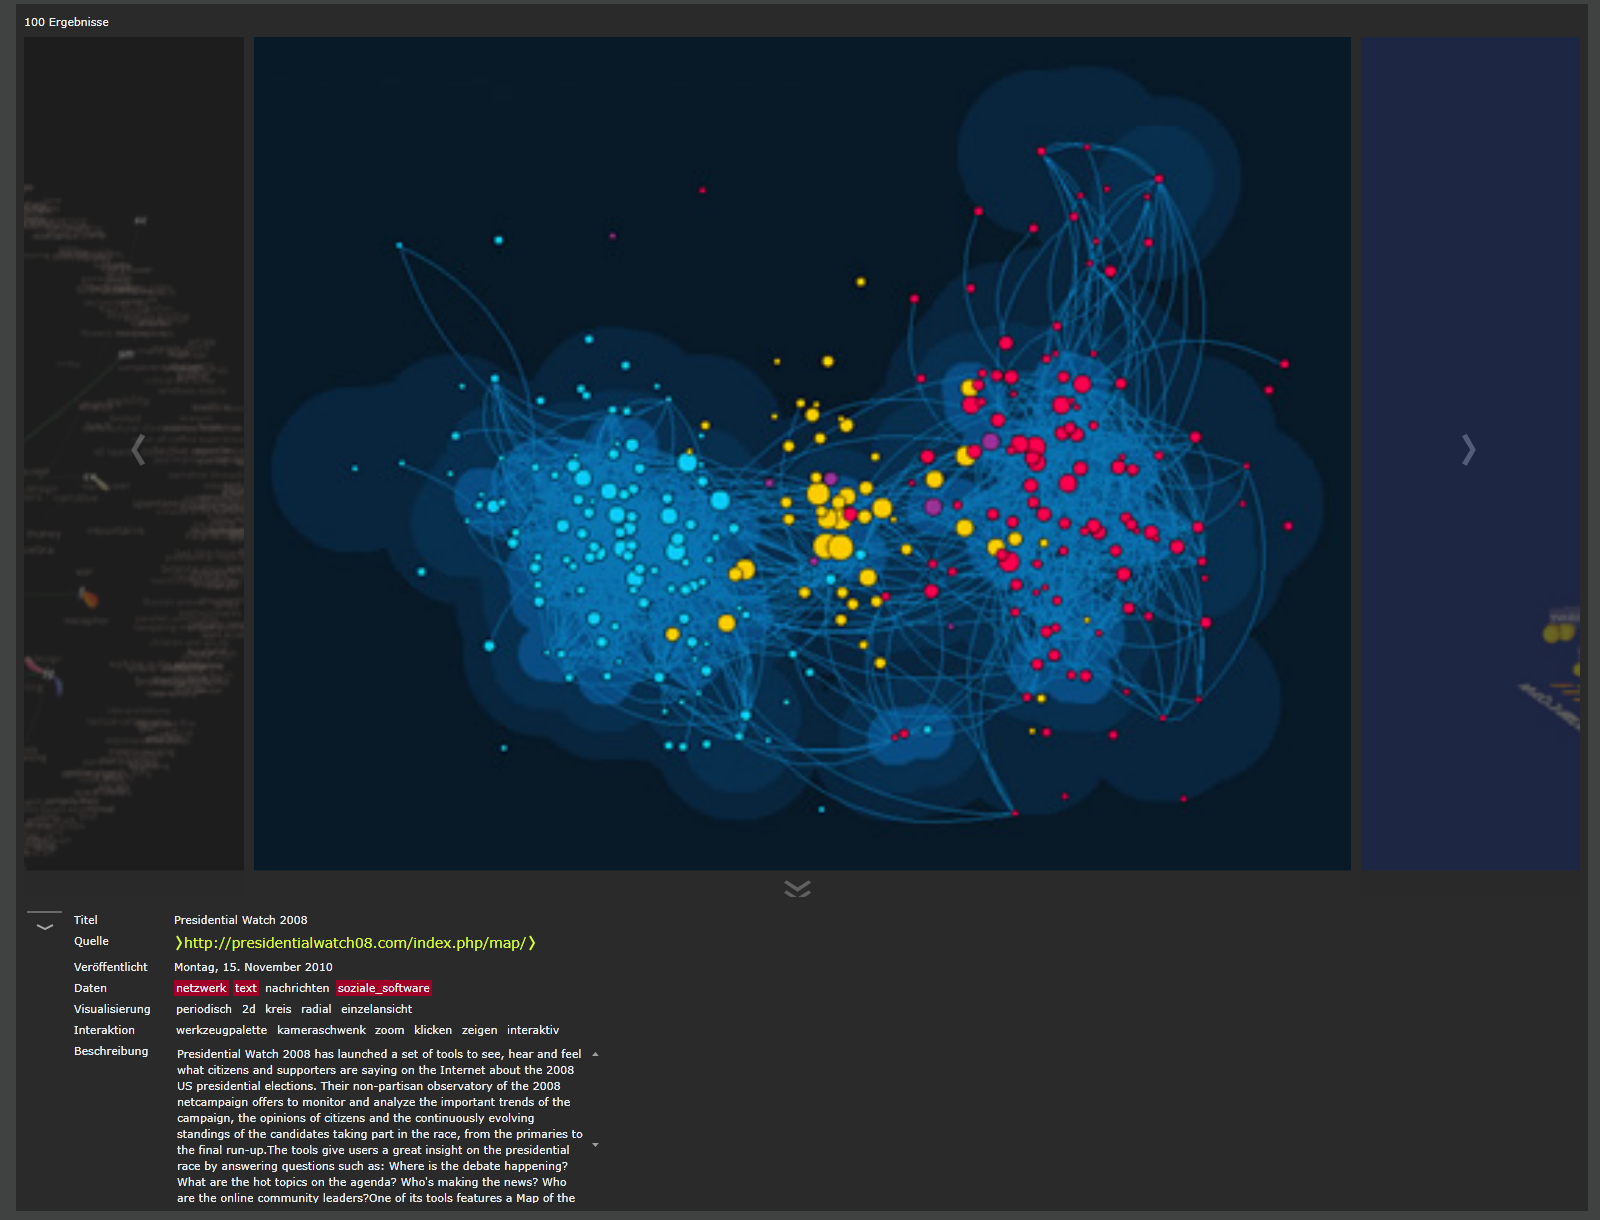 100 Ergebnisse
Titel Presidential Watch 2008
Quelle ❭http://presidentialwatch08.com/index.php/map/❭
Veröffentlicht Montag, 15. November 2010
Daten netzwerk text nachrichten soziale_software
Visualisierung periodisch 2d kreis radial einzelansicht
Interaktion werkzeugpalette kameraschwenk zoom klicken zeigen interaktiv
Beschreibung Presidential Watch 2008 has launched a set of tools to see, hear and feel
what citizens and supporters are saying on the Internet about the 2008
US presidential elections. Their non-partisan observatory of the 2008
netcampaign offers to monitor and analyze the important trends of the
campaign, the opinions of citizens and the continuously evolving
standings of the candidates taking part in the race, from the primaries to
the final run-up.The tools give users a great insight on the presidential
race by answering questions such as: Where is the debate happening?
What are the hot topics on the agenda? Who's making the news? Who
are the online community leaders?One of its tools features a Map of the